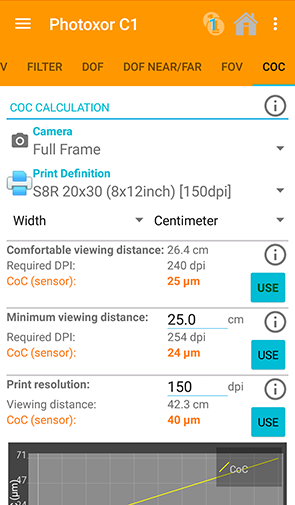 Photoxor C1
1
V FILTER DOF DOF NEAR/FAR FOV COC
COC CALCULATION
Camera
Full Frame
Print Definition
S8R 20x30 (8x12inch) [150dpi]
Width Centimeter
Comfortable viewing distance: 26.4 cm
Required DPI: 240 dpi
CoC (sensor): 25 µm USE
Minimum viewing distance: 25.0 cm
Required DPI: 254 dpi
CoC (sensor): 24 µm USE
Print resolution: 150 dpi
Viewing distance: 42.3 cm
CoC (sensor): 40 µm USE
71
CoC
47
(µm)